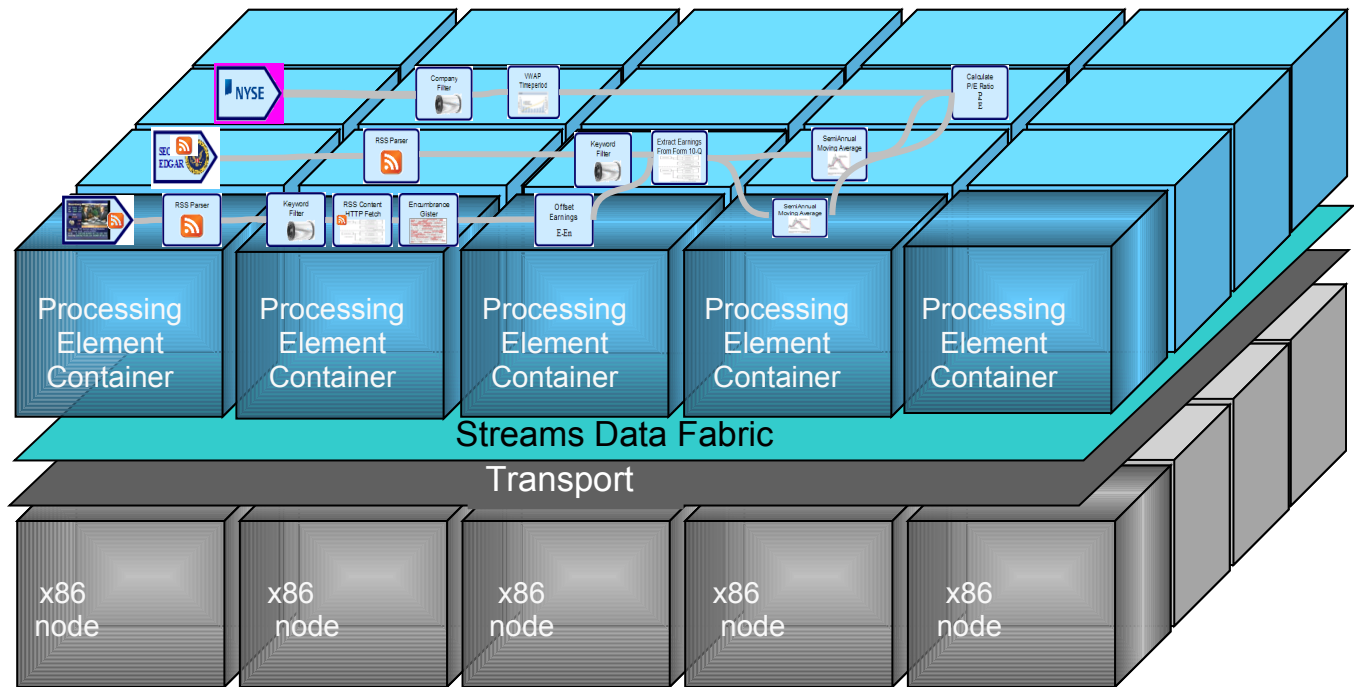 NYSE
Company
Filter
VWAP
Timeperiod
Calculate
P/E Ratio
P
E
SEC
EDGAR
RSS Parser
Keyword
Filter
Extract Earnings
From Form 10-Q
SemiAnnual
Moving Average
RSS Parser
Keyword
Filter
RSS Content
HTTP Fetch
Encumbrance
Gister
Offset
Earnings
E-En
SemiAnnual
Moving Average
Processing
Element
Container
Processing
Element
Container
Processing
Element
Container
Processing
Element
Container
Processing
Element
Container
Streams Data Fabric
Transport
x86
node
x86
node
x86
node
x86
node
x86
node